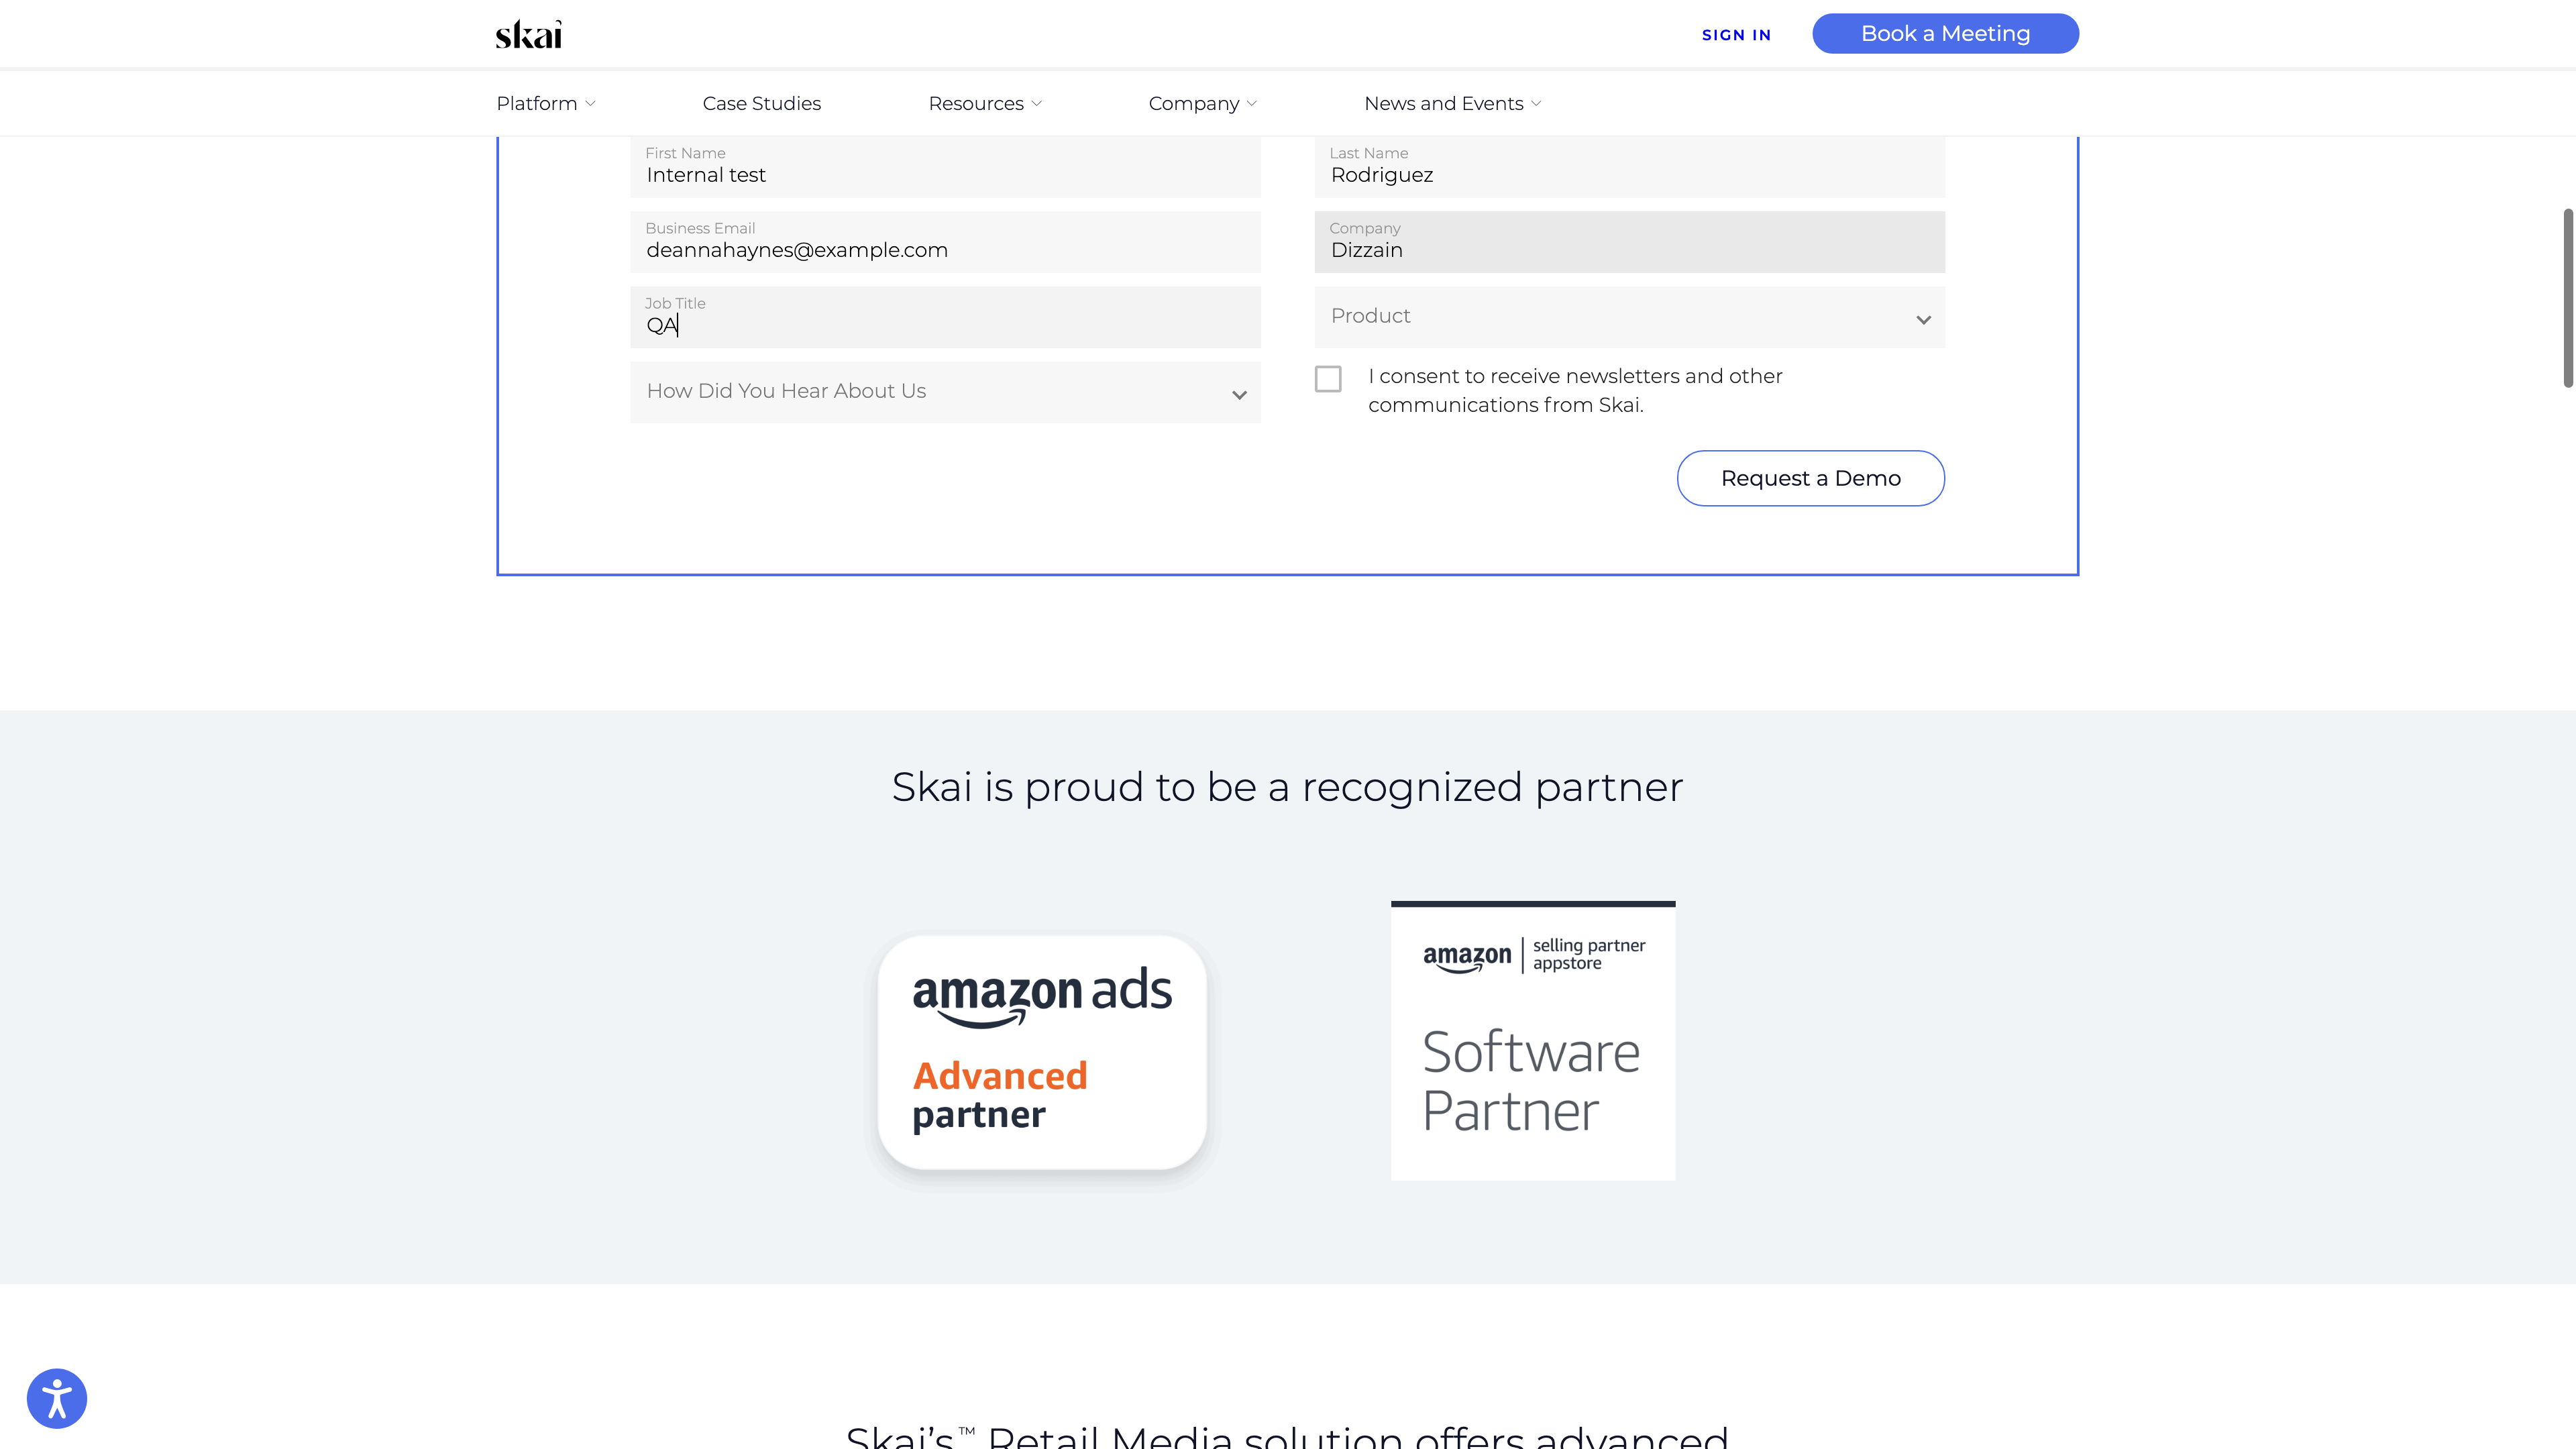 skai
SIGN IN
Book a Meeting
Platform
Case Studies
Resources
Company
News and Events
First Name
Internal test
Last Name
Rodriguez
Business Email
deannahaynes@example.com
Company
Dizzain
Job Title
QA
Product
How Did You Hear About Us
I consent to receive newsletters and other
communications from Skai.
Request a Demo
Skai is proud to be a recognized partner
amazon ads
Advanced
partner
amazon
selling partner
appstore
Software
Partner
Skai's™ Retail Media solution offers advanced